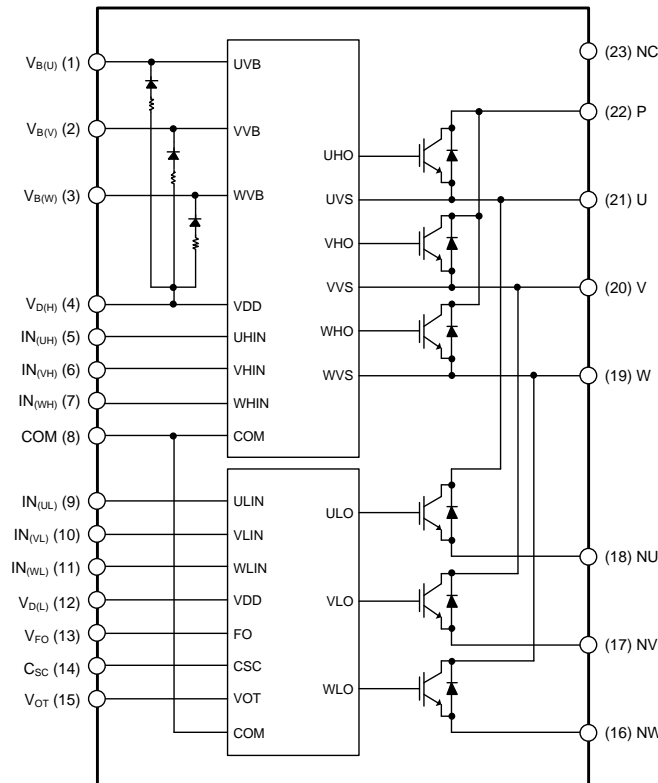 V_B(U) (1)
V_B(V) (2)
V_B(W) (3)
V_D(H) (4)
IN_(UH) (5)
IN_(VH) (6)
IN_(WH) (7)
COM (8)
IN_(UL) (9)
IN_(VL) (10)
IN_(WL) (11)
V_D(L) (12)
V_FO (13)
C_SC (14)
V_OT (15)
UVB
VVB
WVB
VDD
UHIN
VHIN
WHIN
COM
UHO
UVS
VHO
VVS
WHO
WVS
ULIN
VLIN
WLIN
VDD
FO
CSC
VOT
COM
ULO
VLO
WLO
(23) NC
(22) P
(21) U
(20) V
(19) W
(18) NU
(17) NV
(16) NW